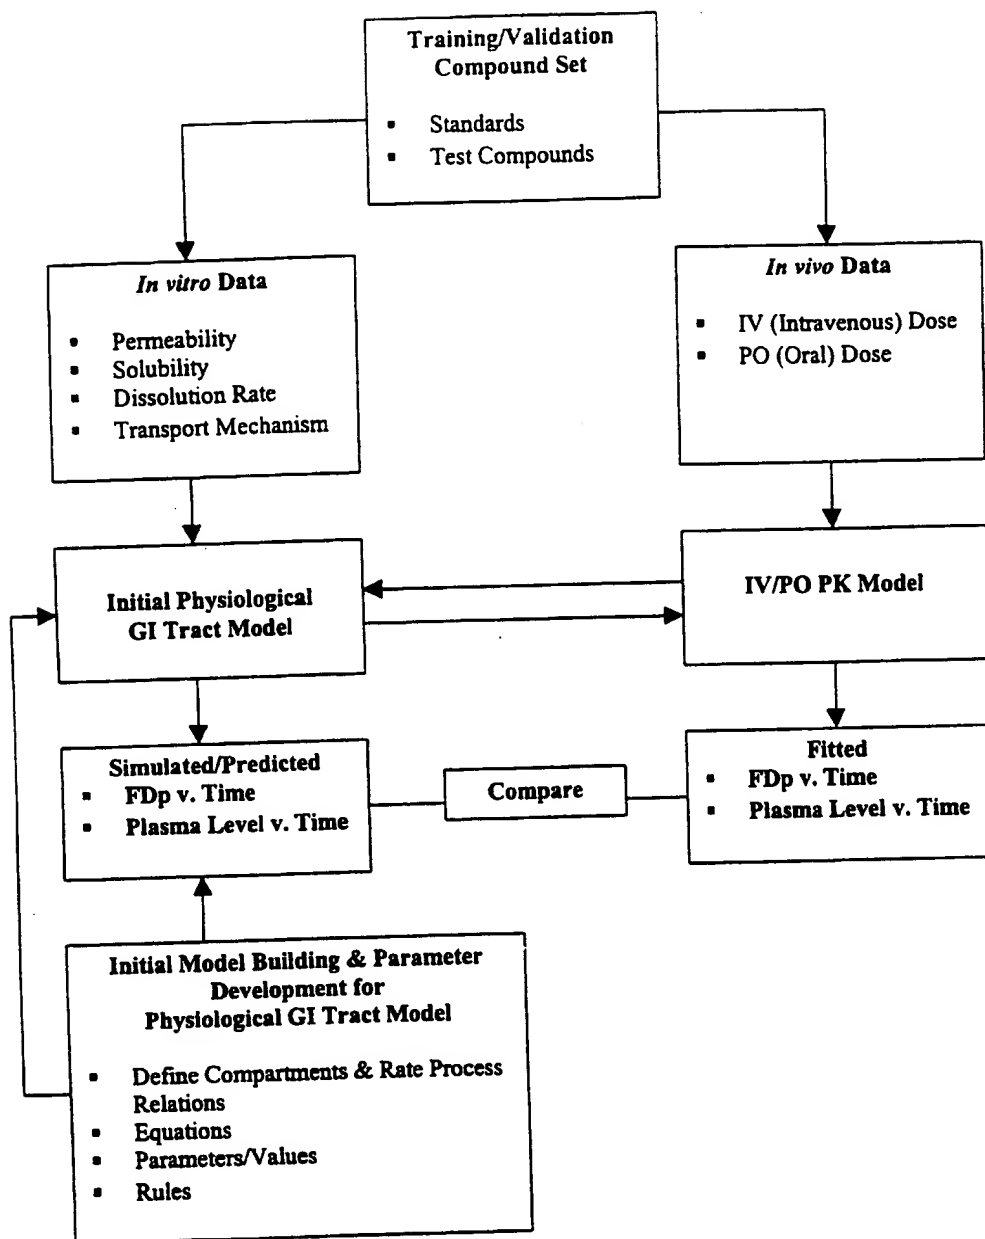 Training/Validation
Compound Set
▪ Standards
▪ Test Compounds
In vitro Data
▪ Permeability
▪ Solubility
▪ Dissolution Rate
▪ Transport Mechanism
In vivo Data
▪ IV (Intravenous) Dose
▪ PO (Oral) Dose
Initial Physiological
GI Tract Model
IV/PO PK Model
Simulated/Predicted
▪ FDp v. Time
▪ Plasma Level v. Time
Compare
Fitted
▪ FDp v. Time
▪ Plasma Level v. Time
Initial Model Building & Parameter
Development for
Physiological GI Tract Model
▪ Define Compartments & Rate Process
Relations
▪ Equations
▪ Parameters/Values
▪ Rules